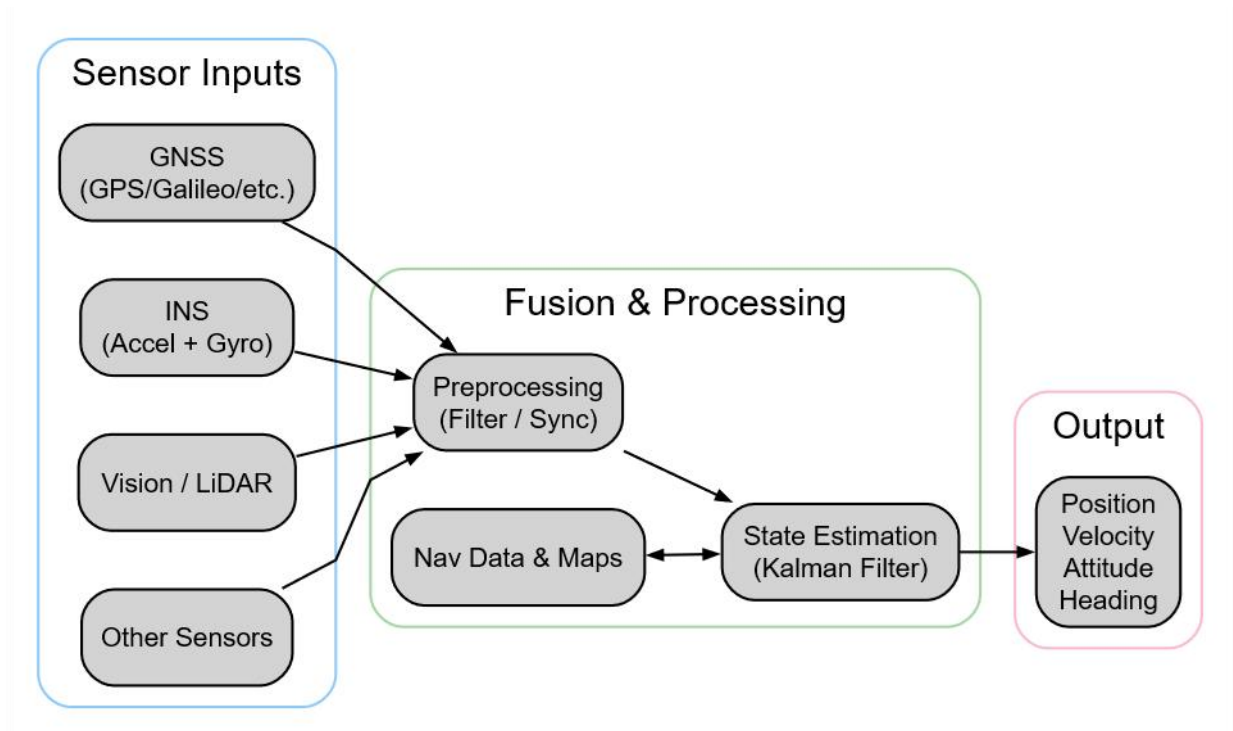 Sensor Inputs
GNSS
(GPS/Galileo/etc.)
INS
(Accel + Gyro)
Vision / LiDAR
Other Sensors
Fusion & Processing
Preprocessing
(Filter / Sync)
Nav Data & Maps
State Estimation
(Kalman Filter)
Output
Position
Velocity
Attitude
Heading